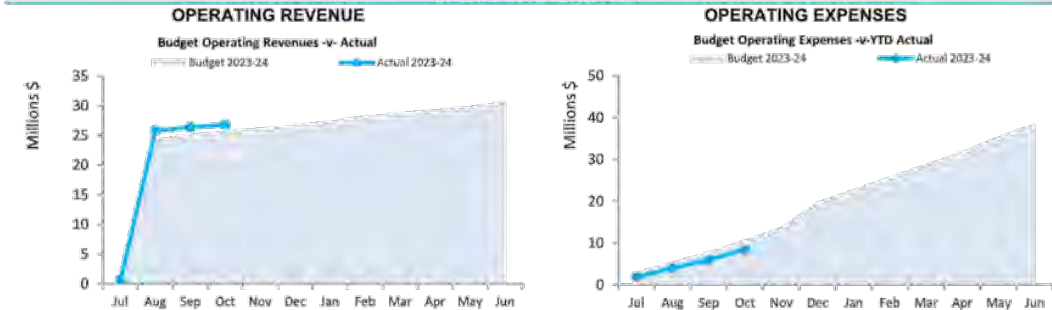 OPERATING REVENUE
Budget Operating Revenues -v- Actual
Budget 2023-24 Actual 2023-24
Millions $
35
30
25
20
15
10
5
0
Jul Aug Sep Oct Nov Dec Jan Feb Mar Apr May Jun
OPERATING EXPENSES
Budget Operating Expenses -v-YTD Actual
Budget 2023-24 Actual 2023-24
Millions $
50
40
30
20
10
0
Jul Aug Sep Oct Nov Dec Jan Feb Mar Apr May Jun